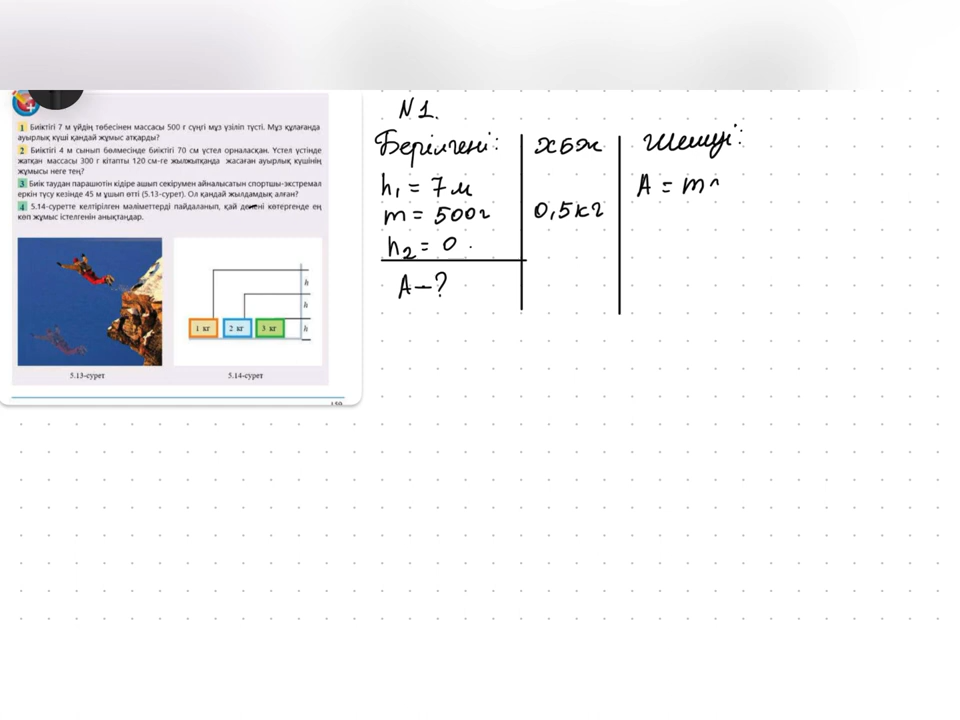 1 Биіктігі 7 м үйдің төбесінен массасы 500 г сүңгі мұз үзіліп түсті. Мұз құлағанда
ауырлық күші қандай жұмыс атқарды?
2 Биіктігі 4 м сынып бөлмесінде биіктігі 70 см үстел орналасқан. Үстел үстінде
жатқан массасы 300 г кітапты 120 см-ге жылжытқанда жасаған ауырлық күшінің
жұмысы неге тең?
3 Биік таудан парашютін кідіре ашып секірумен айналысатын спортшы-экстремал
еркін түсу кезінде 45 м ұшып өтті (5.13-сурет). Ол қандай жылдамдық алған?
4 5.14-суретте келтірілген мәліметтерді пайдаланып, қай денені көтергенде ең
көп жұмыс істелгенін анықтаңдар.
h
h
1 кг 2 кг 3 кг h
5.13-сурет 5.14-сурет
N1.
Берілгені: ХБЖ Шешуі:
h₁ = 7м A = m
m = 500г 0,5кг
h₂ = 0.
A–?